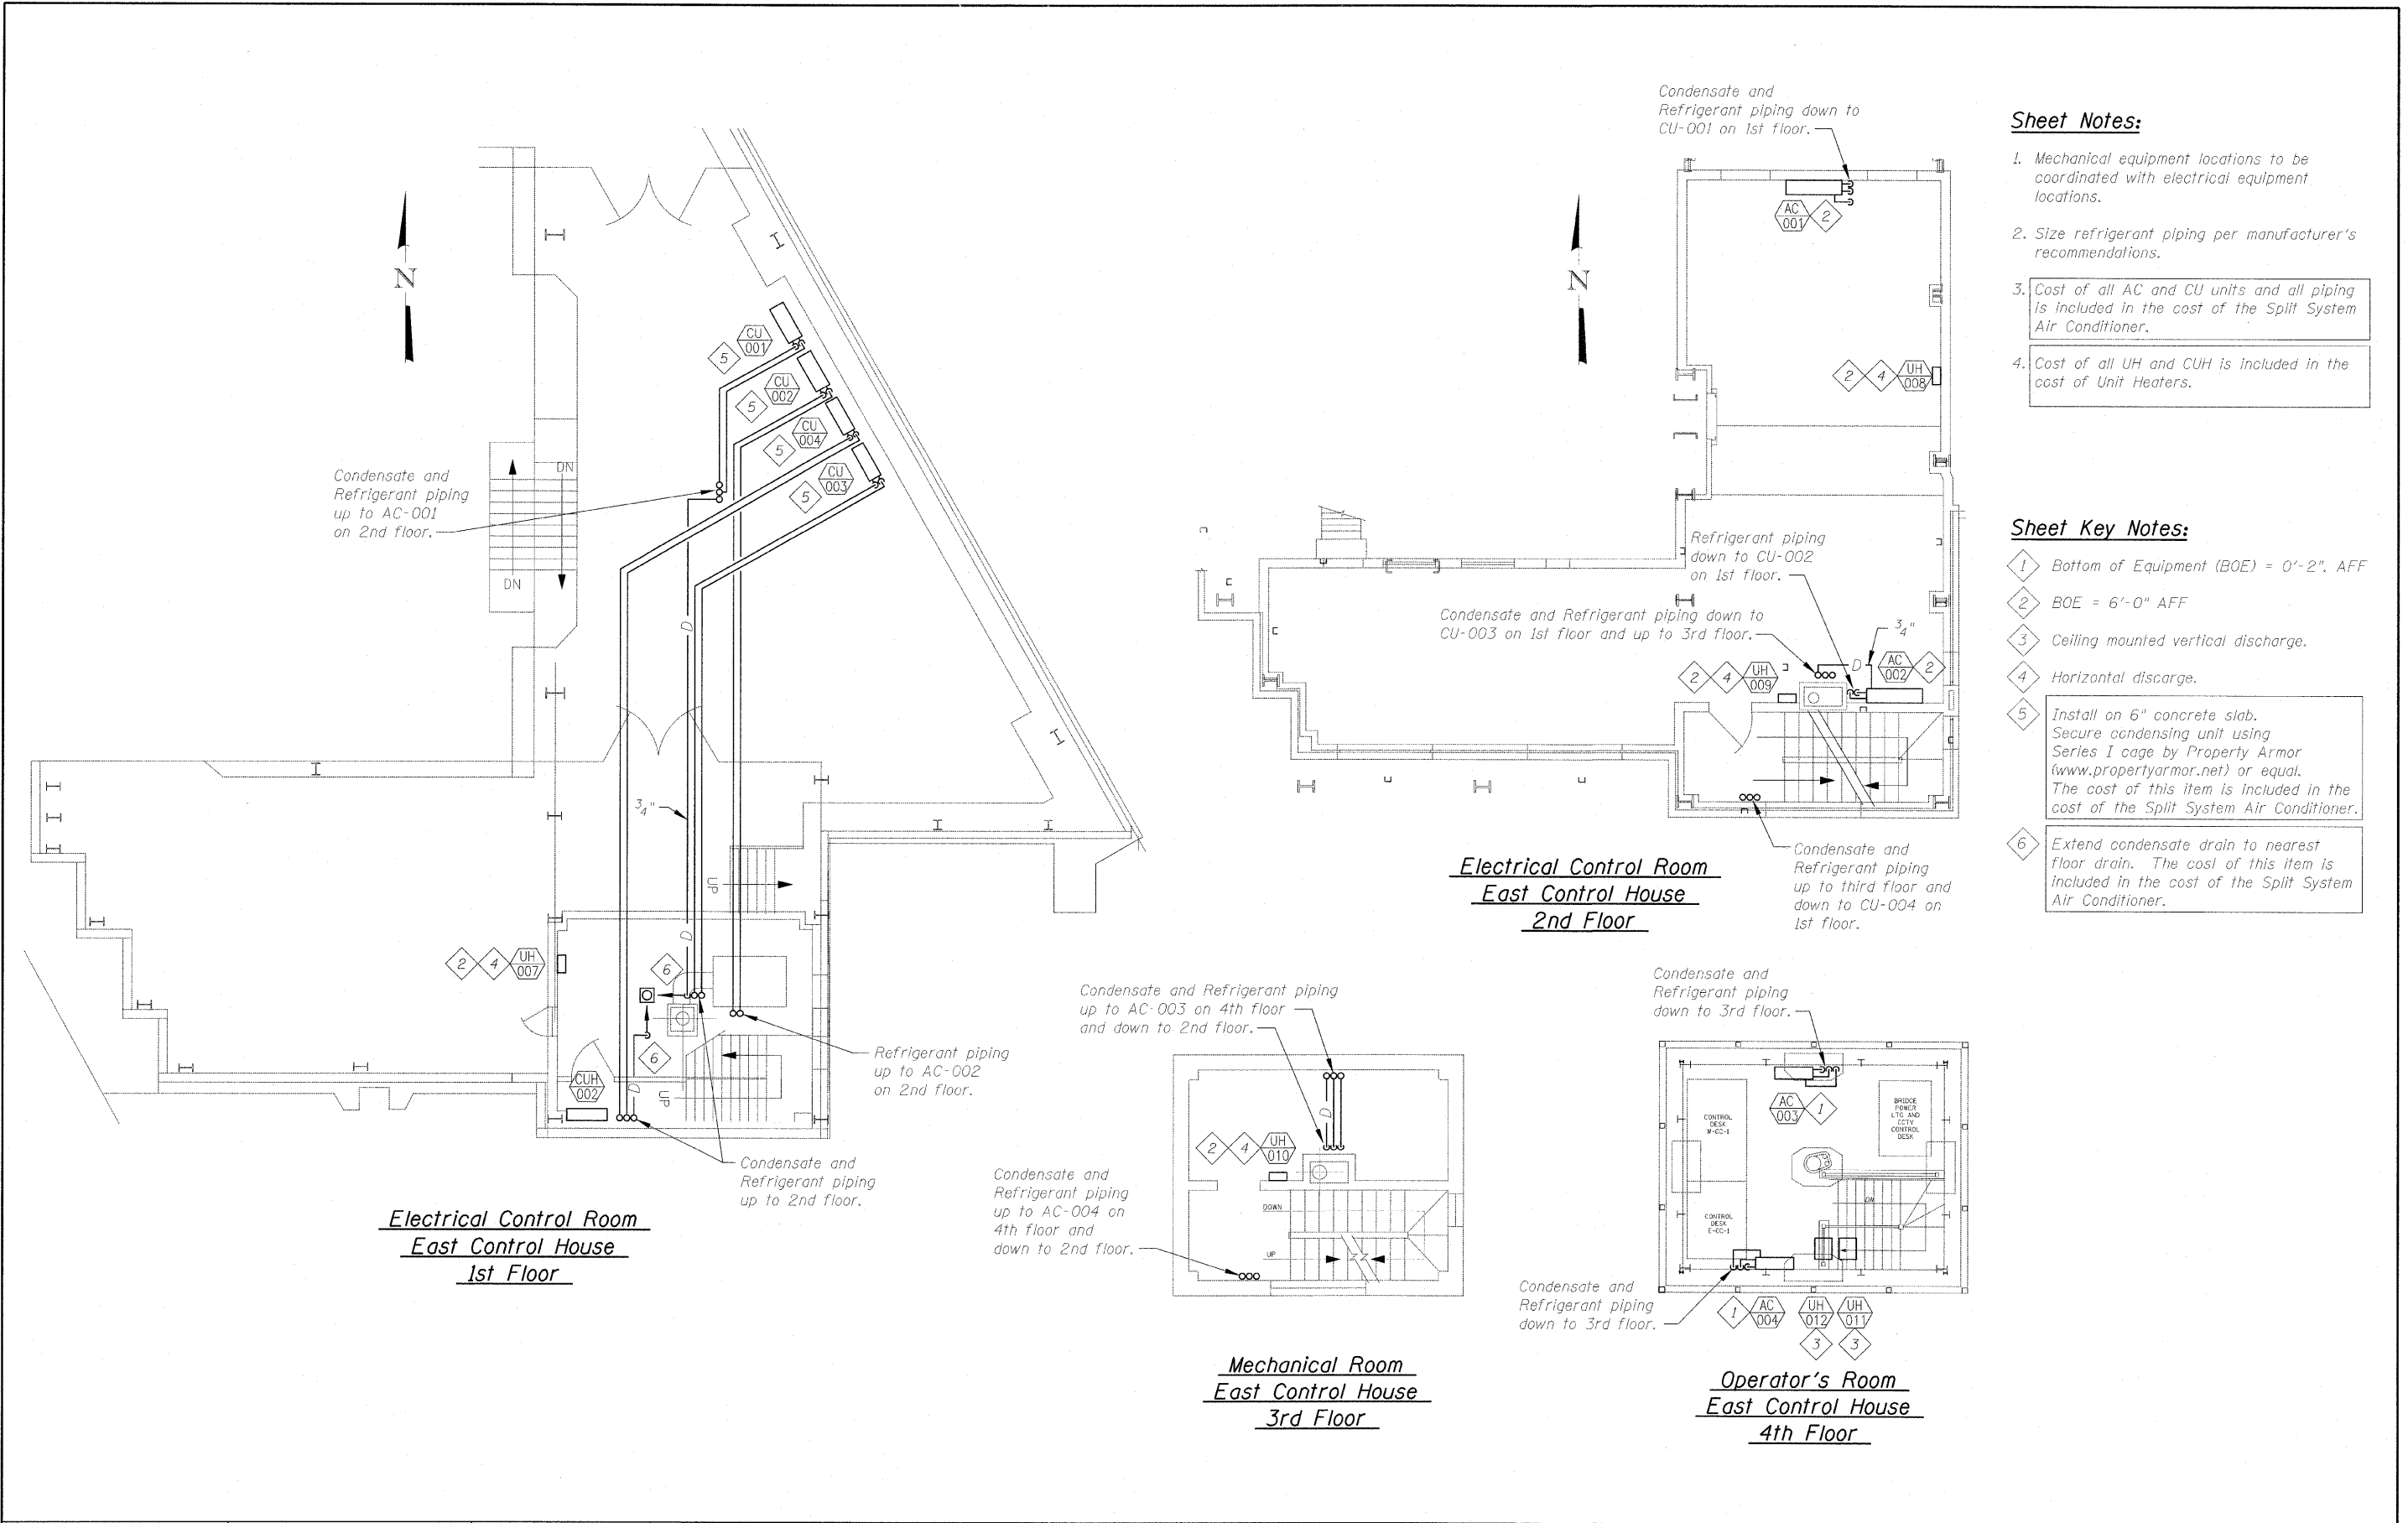 Condensate and
Refrigerant piping down to
CU-001 on 1st floor.
N
AC
001
2
N
CU
001
5
CU
002
5
CU
004
5
CU
003
5
Condensate and
Refrigerant piping
up to AC-001
on 2nd floor.
DN
DN
D
3/4"
UP
D
2
4
UH
007
6
6
CUH
002
D
UP
Refrigerant piping
up to AC-002
on 2nd floor.
Condensate and
Refrigerant piping
up to 2nd floor.
Electrical Control Room
East Control House
1st Floor
2
4
UH
008
Refrigerant piping
down to CU-002
on 1st floor.
Condensate and Refrigerant piping down to
CU-003 on 1st floor and up to 3rd floor.
3/4"
D
AC
002
2
2
4
UH
009
Condensate and
Refrigerant piping
up to third floor and
down to CU-004 on
1st floor.
Electrical Control Room
East Control House
2nd Floor
Condensate and Refrigerant piping
up to AC-003 on 4th floor
and down to 2nd floor.
D
2
4
UH
010
Condensate and
Refrigerant piping
up to AC-004 on
4th floor and
down to 2nd floor.
DOWN
UP
Mechanical Room
East Control House
3rd Floor
Condensate and
Refrigerant piping
down to 3rd floor.
AC
003
1
CONTROL
DESK
W-CC-1
BRIDGE
POWER
LTG AND
CCTV
CONTROL
DESK
CONTROL
DESK
E-CC-1
DN
Condensate and
Refrigerant piping
down to 3rd floor.
1
AC
004
UH
012
UH
011
3
3
Operator's Room
East Control House
4th Floor
Sheet Notes:
1. Mechanical equipment locations to be
coordinated with electrical equipment
locations.
2. Size refrigerant piping per manufacturer's
recommendations.
3. Cost of all AC and CU units and all piping
is included in the cost of the Split System
Air Conditioner.
4. Cost of all UH and CUH is included in the
cost of Unit Heaters.
Sheet Key Notes:
1 Bottom of Equipment (BOE) = 0'-2". AFF
2 BOE = 6'-0" AFF
3 Ceiling mounted vertical discharge.
4 Horizontal discarge.
5 Install on 6" concrete slab.
Secure condensing unit using
Series I cage by Property Armor
(www.propertyarmor.net) or equal.
The cost of this item is included in the
cost of the Split System Air Conditioner.
6 Extend condensate drain to nearest
floor drain. The cost of this item is
included in the cost of the Split System
Air Conditioner.